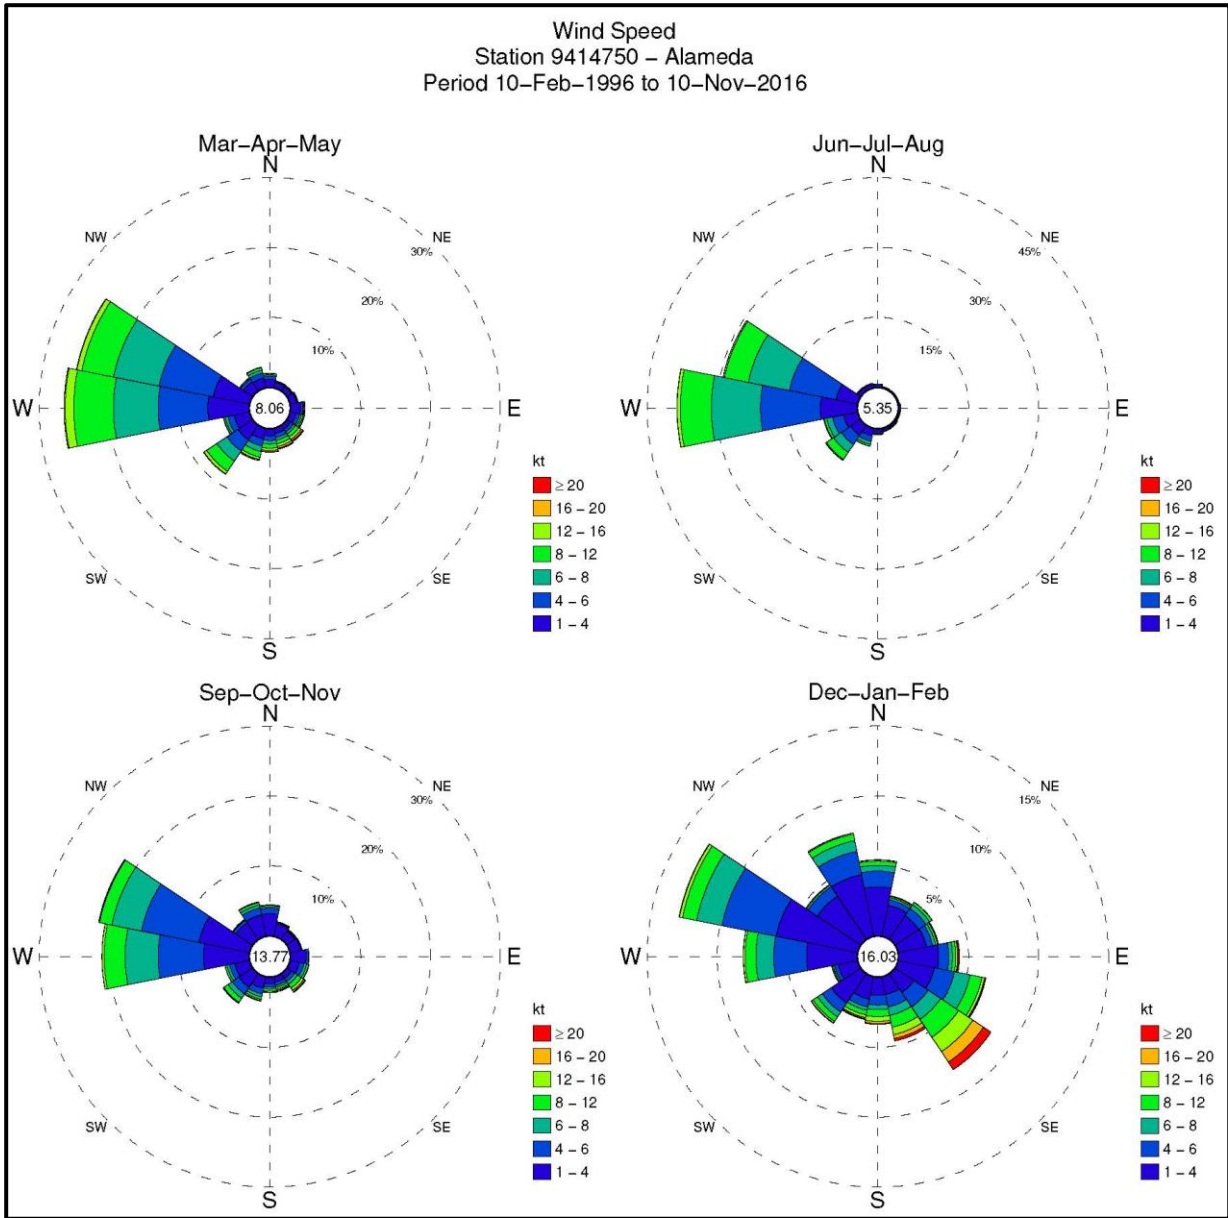 Wind Speed
Station 9414750 – Alameda
Period 10–Feb–1996 to 10–Nov–2016
Mar–Apr–May
N
NW
NE
30%
20%
10%
W
8.06
E
SW
SE
S
kt
≥ 20
16 – 20
12 – 16
8 – 12
6 – 8
4 – 6
1 – 4
Jun–Jul–Aug
N
NW
NE
45%
30%
15%
W
5.35
E
SW
SE
S
kt
≥ 20
16 – 20
12 – 16
8 – 12
6 – 8
4 – 6
1 – 4
Sep–Oct–Nov
N
NW
NE
30%
20%
10%
W
13.77
E
SW
SE
S
kt
≥ 20
16 – 20
12 – 16
8 – 12
6 – 8
4 – 6
1 – 4
Dec–Jan–Feb
N
NW
NE
15%
10%
5%
W
16.03
E
SW
SE
S
kt
≥ 20
16 – 20
12 – 16
8 – 12
6 – 8
4 – 6
1 – 4